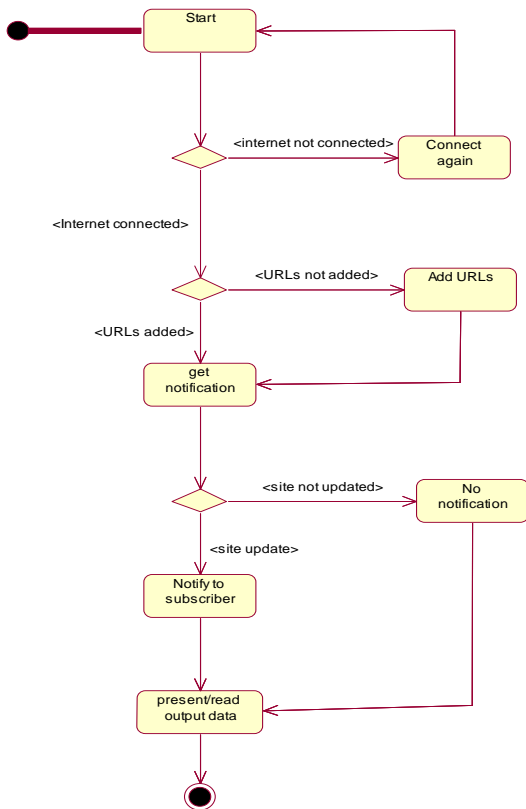 Start
<internet not connected>
Connect
again
<Internet connected>
<URLs not added>
Add URLs
<URLs added>
get
notification
<site not updated>
No
notification
<site update>
Notify to
subscriber
present/read
output data